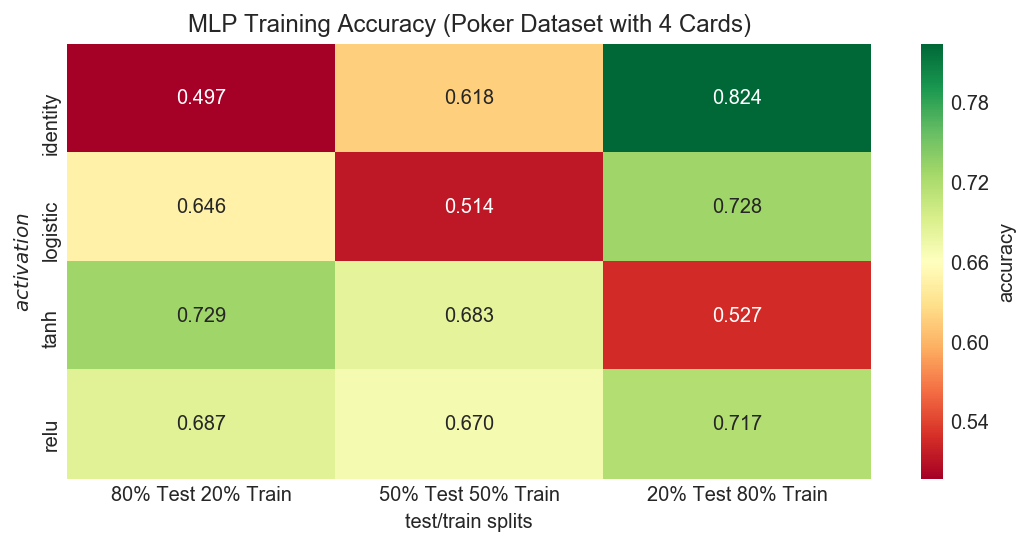 MLP Training Accuracy (Poker Dataset with 4 Cards)
activation
identity
0.497
0.618
0.824
logistic
0.646
0.514
0.728
tanh
0.729
0.683
0.527
relu
0.687
0.670
0.717
80% Test 20% Train
50% Test 50% Train
20% Test 80% Train
test/train splits
0.78
0.72
0.66
0.60
0.54
accuracy